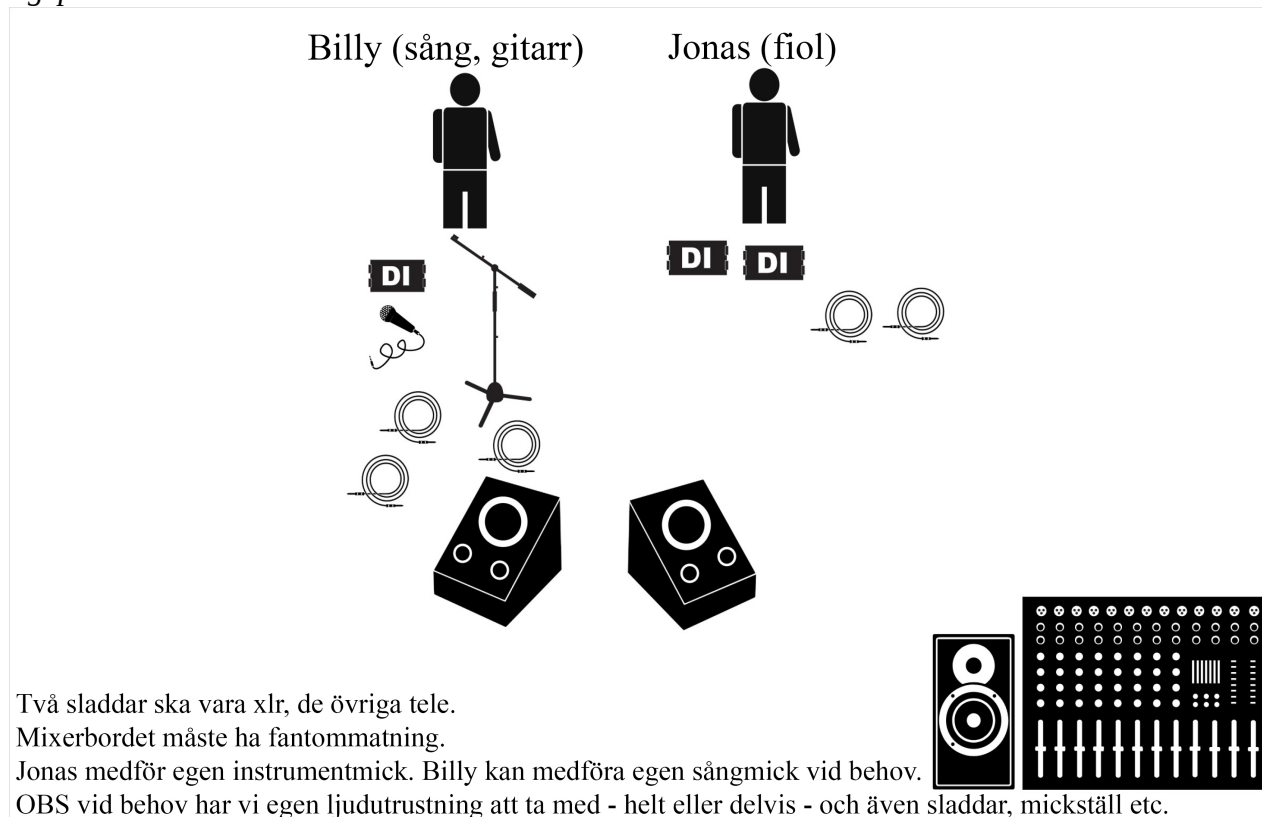 Billy (sång, gitarr)
Jonas (fiol)
DI
DI
DI
Två sladdar ska vara xlr, de övriga tele.
Mixerbordet måste ha fantommatning.
Jonas medför egen instrumentmick. Billy kan medföra egen sångmick vid behov.
OBS vid behov har vi egen ljudutrustning att ta med - helt eller delvis - och även sladdar, mickställ etc.